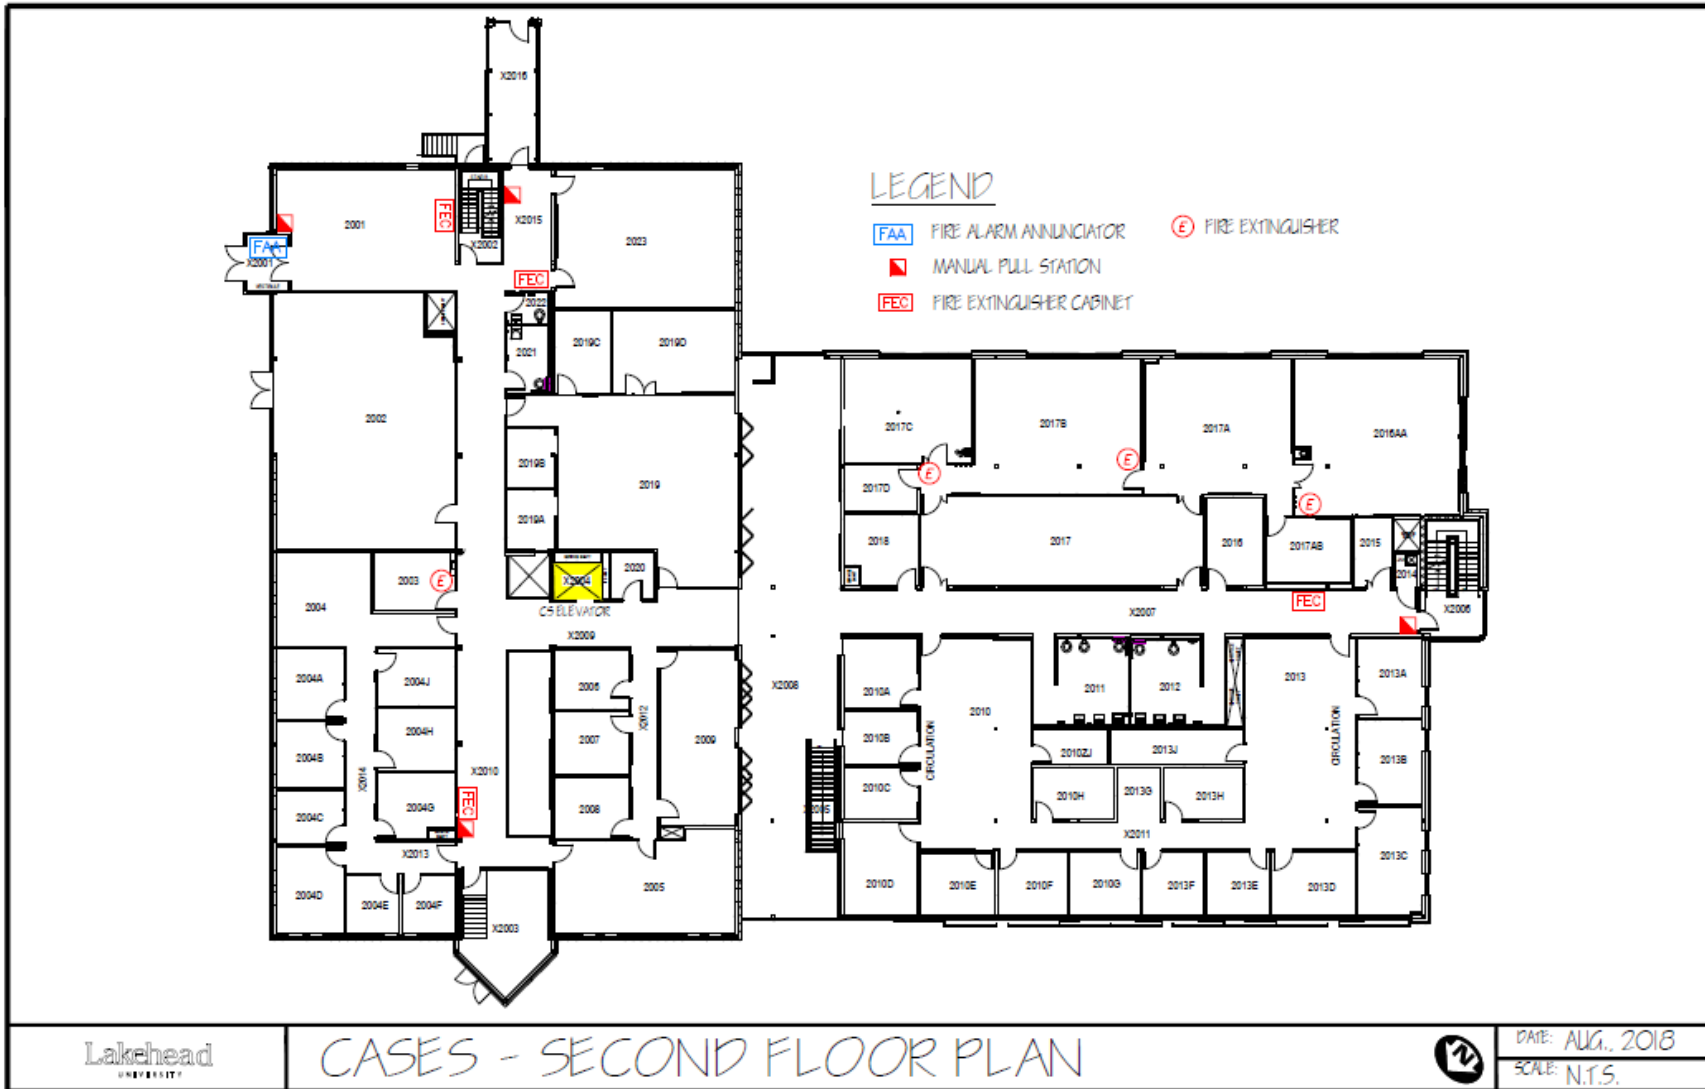 X2016
LEGEND
FAA FIRE ALARM ANNUNCIATOR
E FIRE EXTINGUISHER
MANUAL PULL STATION
FEC FIRE EXTINGUISHER CABINET
2001
FEC
X2002
X2015
2023
FAA
X2001
VESTIBULE
FEC
2022
2021
2019C
2019D
2002
2019B
2019A
2019
2017C
2017B
2017A
2016AA
E
E
E
2017D
2018
2017
2016
2017AB
2015
2014
X2006
2003
E
X2004
2020
CS ELEVATOR
X2009
2004
X2007
FEC
2004A
2004J
2006
X2012
2009
X2008
2010A
2010
CIRCULATION
2011
2012
2013
CIRCULATION
2013A
2004B
2004H
2007
2010B
2010ZJ
2013J
2013B
X2014
X2010
2004C
2004G
FEC
2008
X2005
2010C
2010H
2013G
2013H
X2013
X2011
2013C
2004D
2004E
2004F
2005
2010D
2010E
2010F
2010G
2013F
2013E
2013D
X2003
Lakehead
UNIVERSITY
CASES - SECOND FLOOR PLAN
N
DATE: AUG., 2018
SCALE: N.T.S.